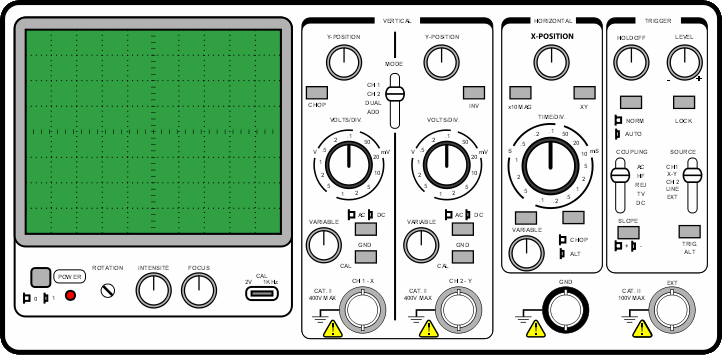 VERTICAL
HORIZONTAL
TRIGGER
Y-POSITION
Y-POSITION
X-POSITION
HOLDOFF
LEVEL
MODE
- +
CH 1
CH 2
DUAL
ADD
CHOP
INV
x10 MAG
XY
VOLTS/DIV.
VOLTS/DIV.
TIME/DIV.
NORM
AUTO
LOCK
V .5 .2 .1 50 20 mV
1 10
2 5
5 2
1
V .5 .2 .1 50 20 mV
1 10
2 5
5 2
1
S mS
.2 .1 50
.5 20
1 10
2 5
5 2
.1 .2 .5 1
COUPLING
SOURCE
AC
HF
REJ
TV
DC
CH1
X-Y
CH 2
LINE
EXT
VARIABLE
AC DC
GND
CAL
VARIABLE
AC DC
GND
CAL
VARIABLE
CHOP
ALT
SLOPE
+ -
TRIG.
ALT
POWER
0 1
ROTATION
INTENSITE
FOCUS
CAL
2V 1KHz
CAT. II
400V MAX
CH 1 - X
CAT. II
400V MAX
CH 2 - Y
GND
CAT. II
100V MAX
EXT